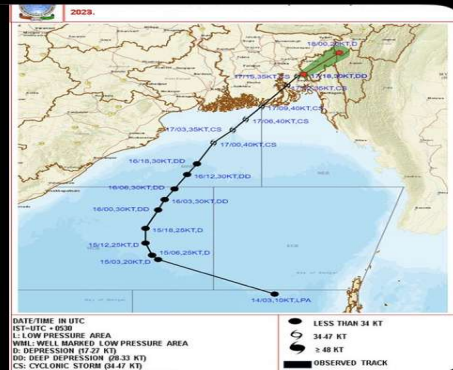 2023.
18/00,20KT,D
17/15,35KT,CS
17/18,30KT,DD
17/09,40KT,CS
17/06,40KT,CS
17/03,35KT,CS
17/00,40KT,CS
16/18,30KT,DD
16/12,30KT,DD
16/06,30KT,DD
16/03,30KT,DD
16/00,30KT,DD
15/18,25KT,D
15/12,25KT,D
15/06,25KT,D
15/03,20KT,D
14/03,15KT,LPA
DATE/TIME IN UTC
IST=UTC + 0530
L: LOW PRESSURE AREA
WML: WELL MARKED LOW PRESSURE AREA
D: DEPRESSION (17-27 KT)
DD: DEEP DEPRESSION (28-33 KT)
CS: CYCLONIC STORM (34-47 KT)
LESS THAN 34 KT
34-47 KT
≥ 48 KT
OBSERVED TRACK